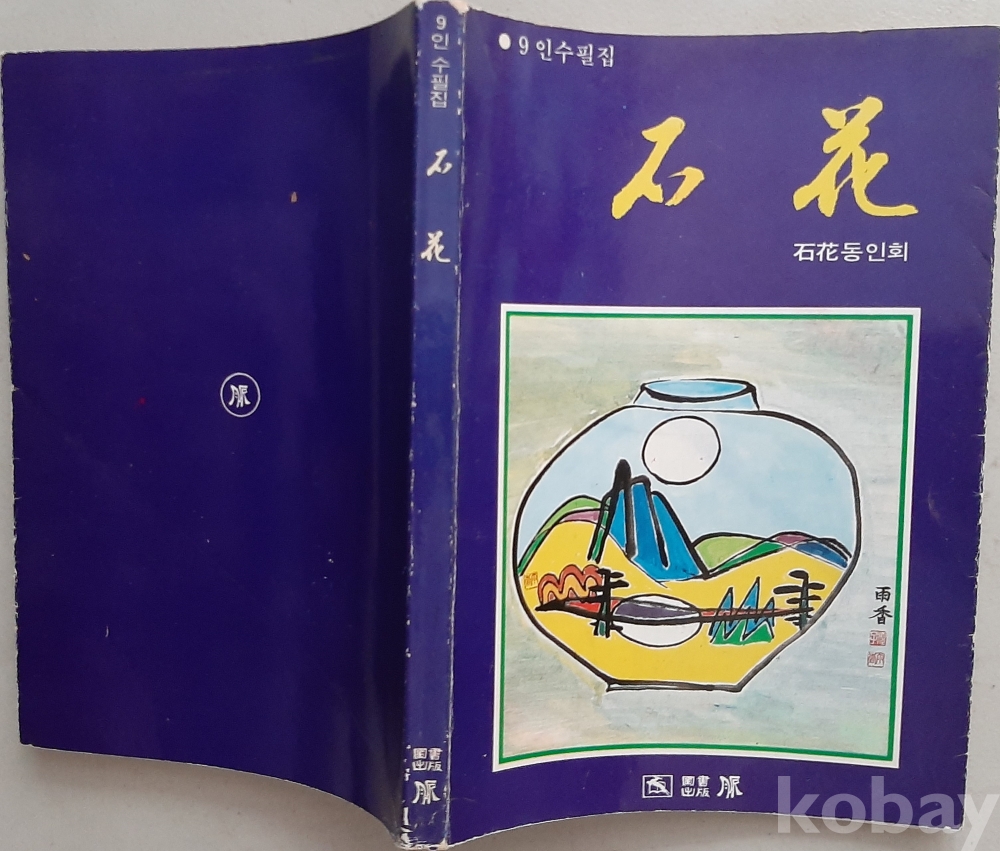 9인 수필집
石 花
圖書
出版
脈
脈
● 9인수필집
石 花
石花동인회
雨香
圖書
出版 脈
kobay